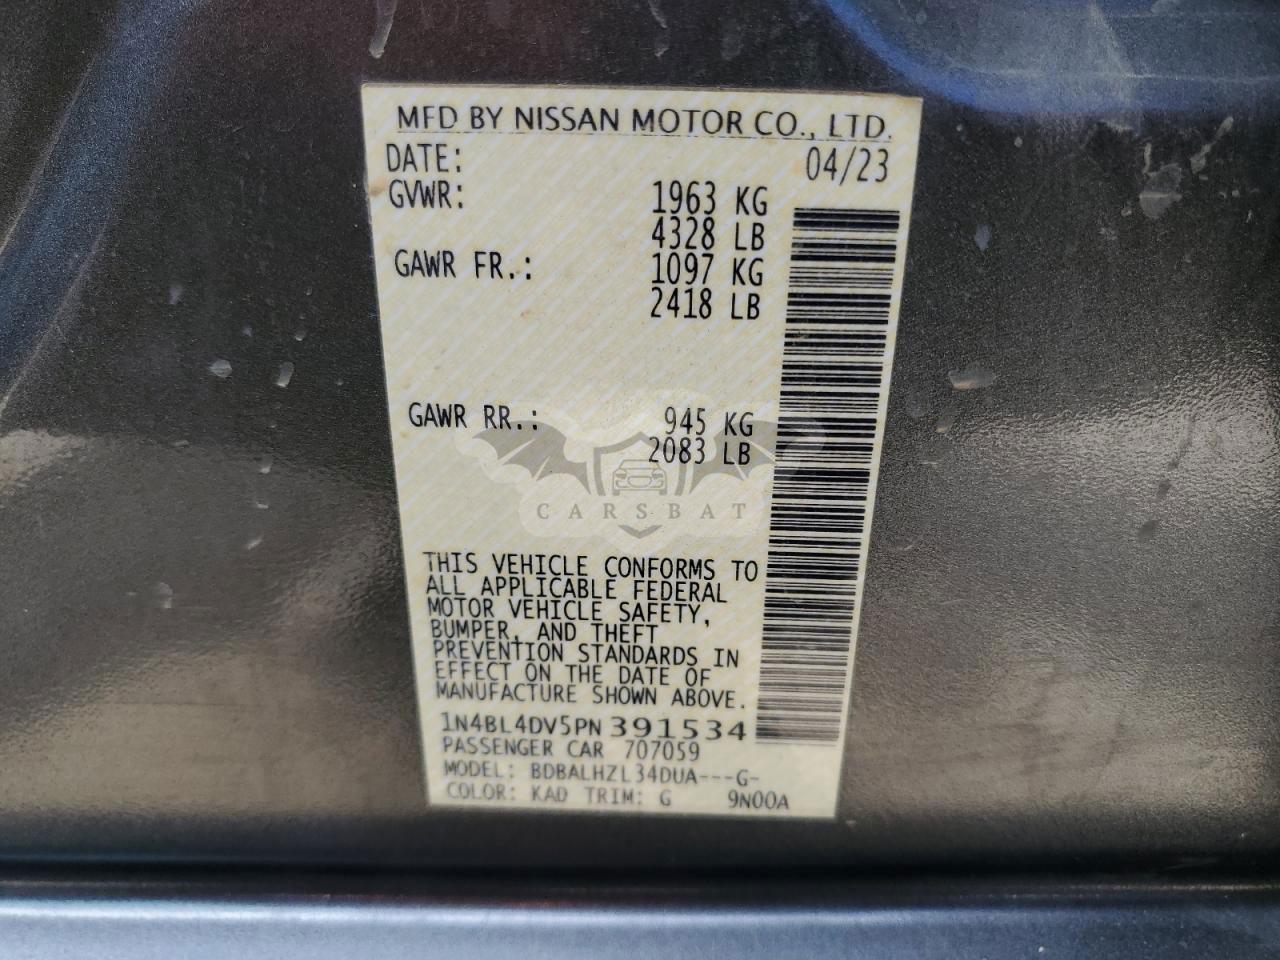 MFD BY NISSAN MOTOR CO., LTD.
DATE: 04/23
GVWR: 1963 KG
4328 LB
GAWR FR.: 1097 KG
2418 LB
GAWR RR.: 945 KG
2083 LB
CARSBAT
THIS VEHICLE CONFORMS TO
ALL APPLICABLE FEDERAL
MOTOR VEHICLE SAFETY,
BUMPER, AND THEFT
PREVENTION STANDARDS IN
EFFECT ON THE DATE OF
MANUFACTURE SHOWN ABOVE.
1N4BL4DV5PN391534
PASSENGER CAR 707059
MODEL: BDBALHZL34DUA---G-
COLOR: KAD TRIM: G 9N00A